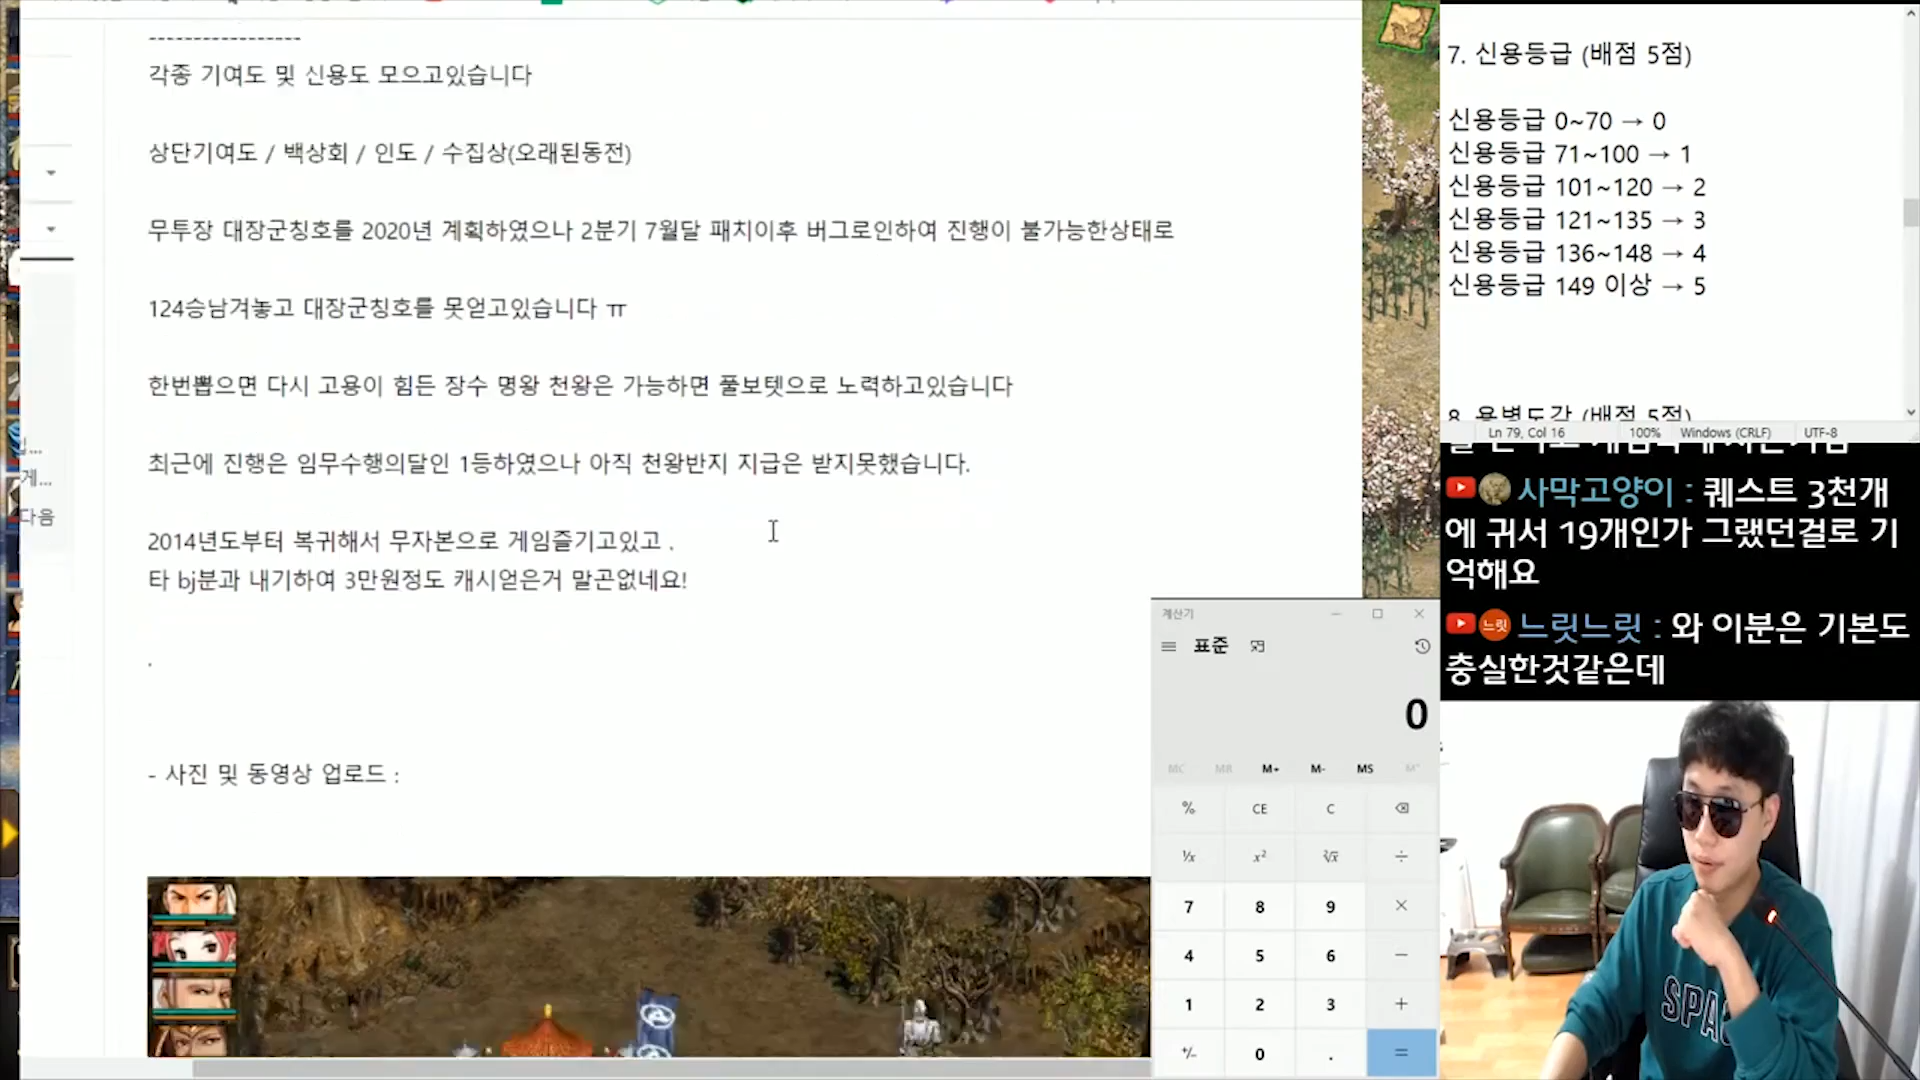 -----------------
각종 기여도 및 신용도 모으고있습니다
상단기여도 / 백상회 / 인도 / 수집상(오래된동전)
무투장 대장군칭호를 2020년 계획하였으나 2분기 7월달 패치이후 버그로인하여 진행이 불가능한상태로
124승남겨놓고 대장군칭호를 못얻고있습니다 ㅠ
한번뽑으면 다시 고용이 힘든 장수 명왕 천왕은 가능하면 풀보텟으로 노력하고있습니다
최근에 진행은 임무수행의달인 1등하였으나 아직 천왕반지 지급은 받지못했습니다.
2014년도부터 복귀해서 무자본으로 게임즐기고있고 .
타 bj분과 내기하여 3만원정도 캐시얻은거 말곤없네요!
.
- 사진 및 동영상 업로드 :
게...
다음
7. 신용등급 (배점 5점)
신용등급 0~70 → 0
신용등급 71~100 → 1
신용등급 101~120 → 2
신용등급 121~135 → 3
신용등급 136~148 → 4
신용등급 149 이상 → 5
8. 용병도감 (배점 5점)
Ln 79, Col 16 100% Windows (CRLF) UTF-8
사막고양이 : 퀘스트 3천개
에 귀서 19개인가 그랬던걸로 기
억해요
느릿 느릿느릿 : 와 이분은 기본도
충실한것같은데
계산기
표준
0
MC MR M+ M- MS M˅
% CE C
⅟x x² ²√x ÷
7 8 9 ×
4 5 6 −
1 2 3 +
+/- 0 . =
SPA